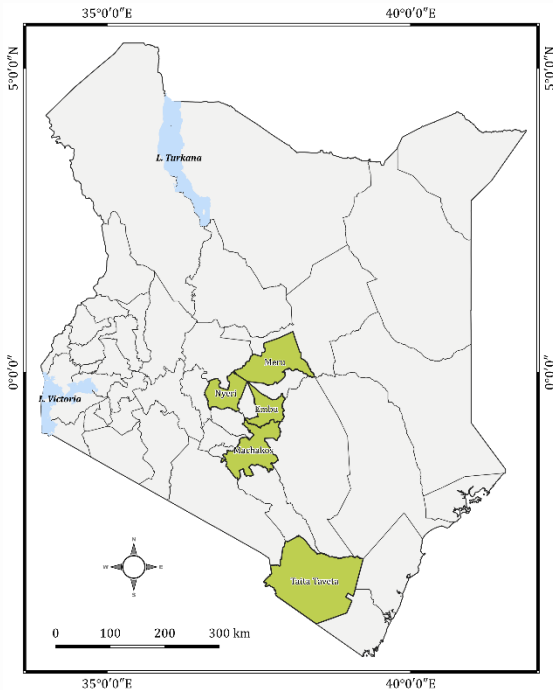 35°0′0″E 40°0′0″E
5°0′0″N 5°0′0″N
L. Turkana
Meru
0°0′0″ 0°0′0″
Nyeri
L. Victoria
Embu
Machakos
Taita Taveta
N
W E
S
0 100 200 300 km
35°0′0″E 40°0′0″E